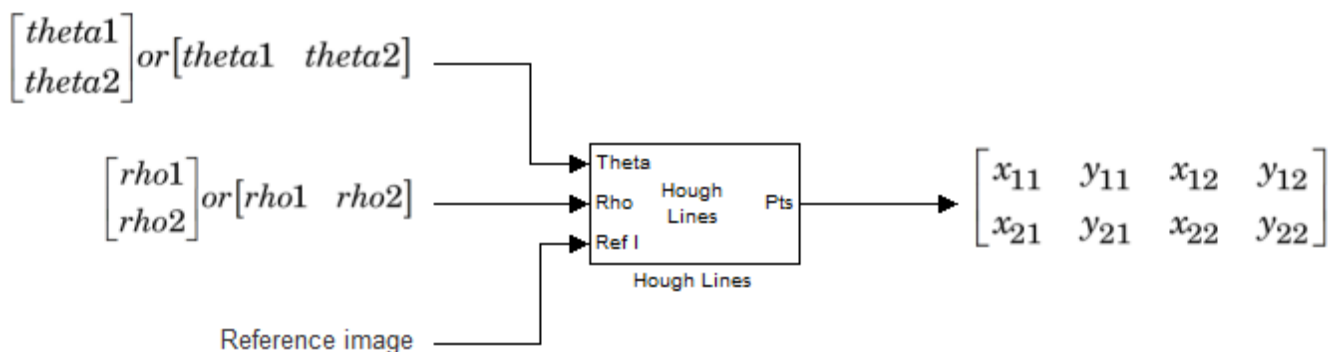 [theta1
theta2] or [theta1 theta2]
[rho1
rho2] or [rho1 rho2]
Reference image
Theta
Rho
Ref I
Hough
Lines
Pts
Hough Lines
[x₁₁ y₁₁ x₁₂ y₁₂
x₂₁ y₂₁ x₂₂ y₂₂]